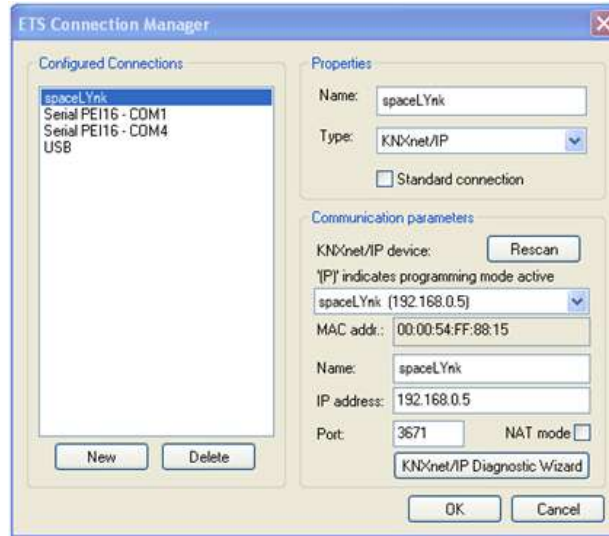 ETS Connection Manager
Configured Connections
spaceLYnk
Serial PEI16 - COM1
Serial PEI16 - COM4
USB
New
Delete
Properties
Name: spaceLYnk
Type: KNXnet/IP
Standard connection
Communication parameters
KNXnet/IP device: Rescan
'(P)' indicates programming mode active
spaceLYnk (192.168.0.5)
MAC addr.: 00:00:54:FF:88:15
Name: spaceLYnk
IP address: 192.168.0.5
Port: 3671 NAT mode
KNXnet/IP Diagnostic Wizard
OK Cancel